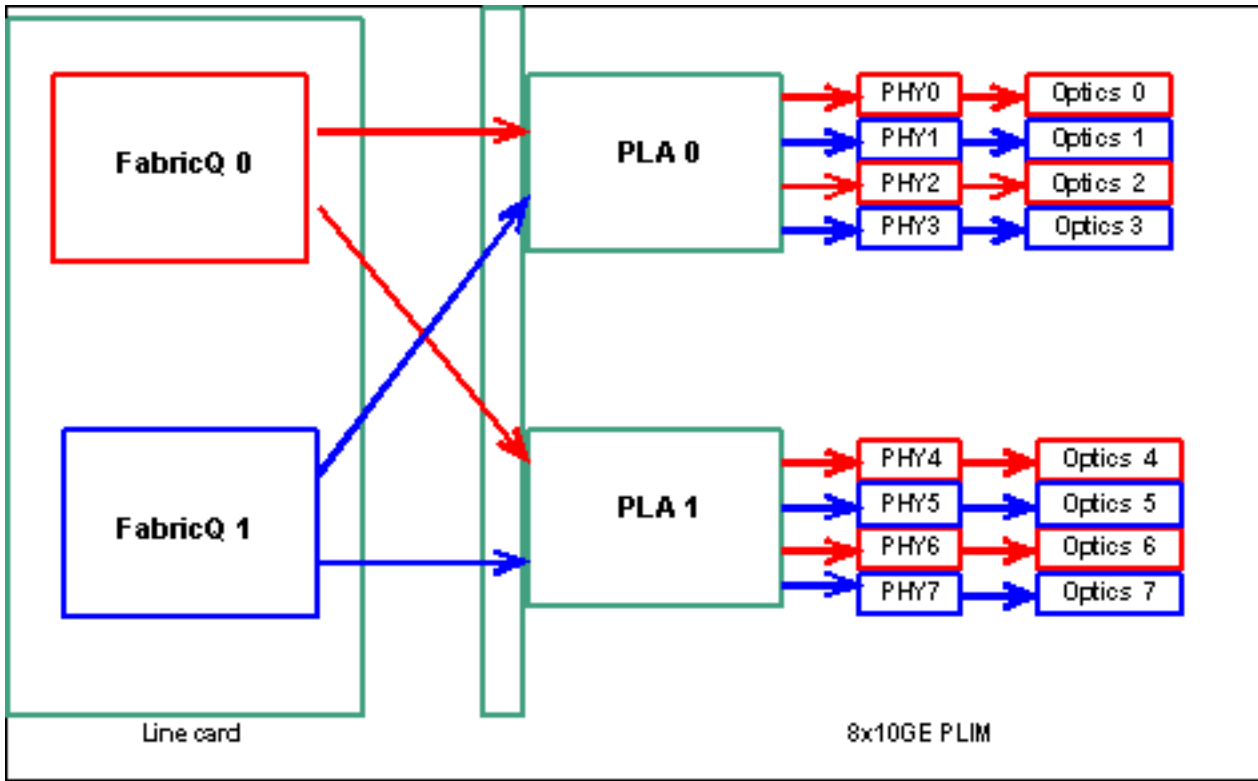 FabricQ 0
PLA 0
PHY0
Optics 0
PHY1
Optics 1
PHY2
Optics 2
PHY3
Optics 3
FabricQ 1
PLA 1
PHY4
Optics 4
PHY5
Optics 5
PHY6
Optics 6
PHY7
Optics 7
Line card
8x10GE PLIM